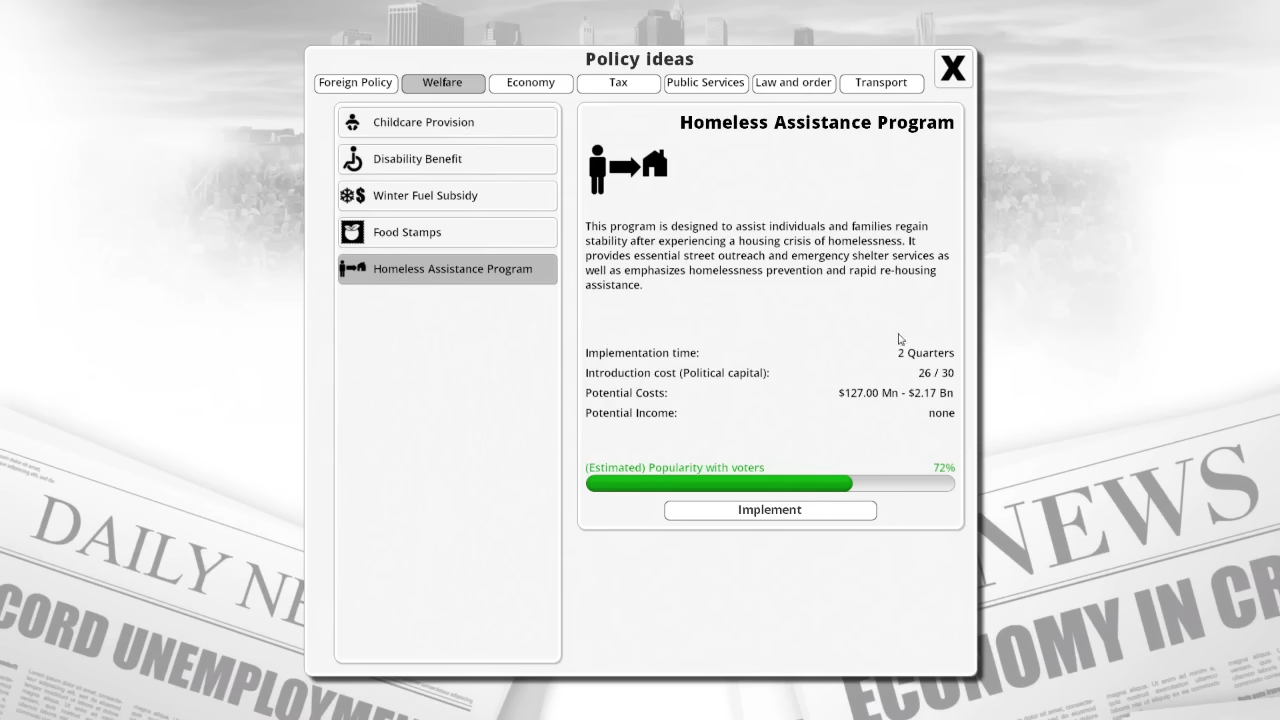 Policy ideas
Foreign Policy
Welfare
Economy
Tax
Public Services
Law and order
Transport
X
Childcare Provision
Disability Benefit
Winter Fuel Subsidy
Food Stamps
Homeless Assistance Program
Homeless Assistance Program
This program is designed to assist individuals and families regain
stability after experiencing a housing crisis of homelessness. It
provides essential street outreach and emergency shelter services as
well as emphasizes homelessness prevention and rapid re-housing
assistance.
Implementation time: 2 Quarters
Introduction cost (Political capital): 26 / 30
Potential Costs: $127.00 Mn - $2.17 Bn
Potential Income: none
(Estimated) Popularity with voters 72%
Implement
DAILY NE
CORD UNEMPLOYM
NEWS
ECONOMY IN CR